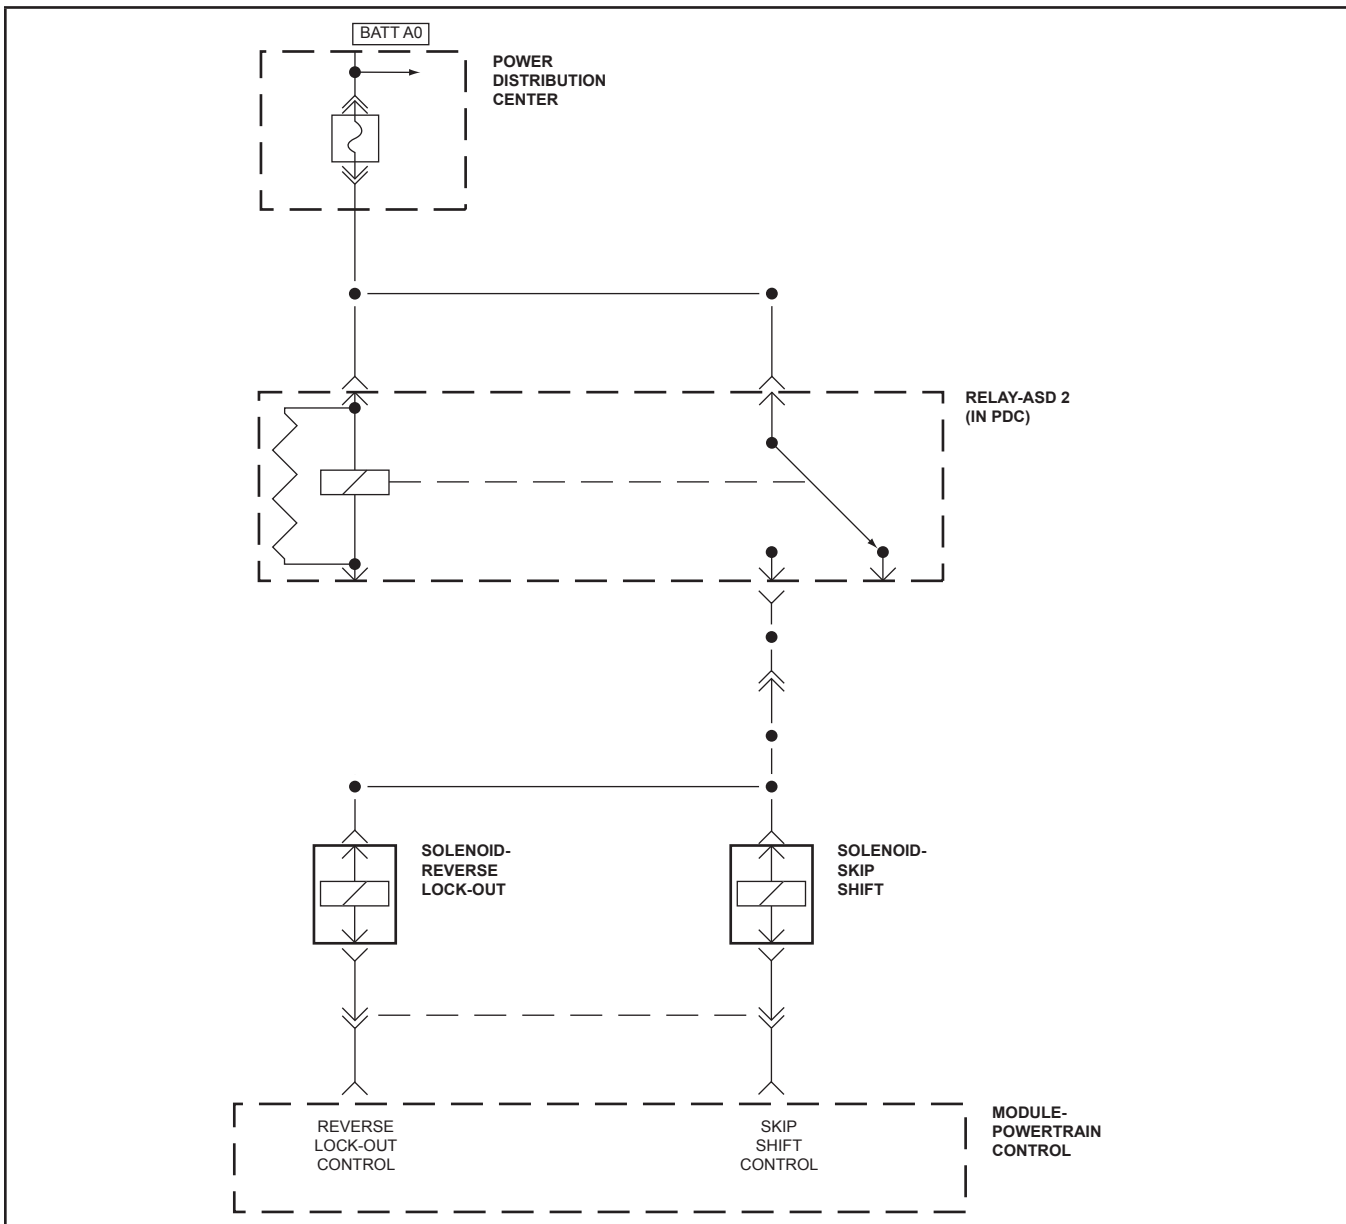 BATT A0
POWER
DISTRIBUTION
CENTER
RELAY-ASD 2
(IN PDC)
SOLENOID-
REVERSE
LOCK-OUT
SOLENOID-
SKIP
SHIFT
REVERSE
LOCK-OUT
CONTROL
SKIP
SHIFT
CONTROL
MODULE-
POWERTRAIN
CONTROL